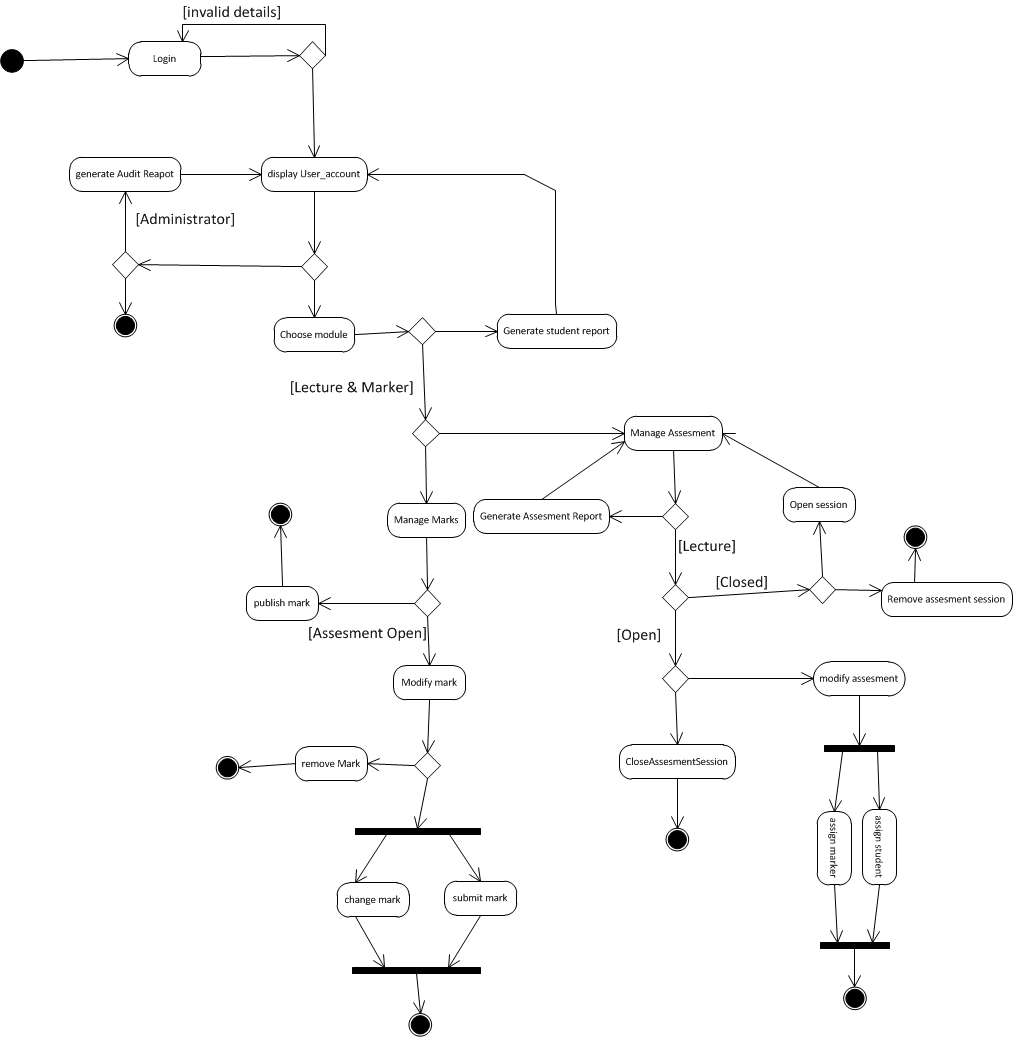 [invalid details]
Login
generate Audit Reapot
display User_account
[Administrator]
Choose module
Generate student report
[Lecture & Marker]
Manage Assesment
Open session
Manage Marks
Generate Assesment Report
[Lecture]
[Closed]
publish mark
Remove assesment session
[Assesment Open]
[Open]
Modify mark
modify assesment
remove Mark
CloseAssesmentSession
assign marker
assign student
change mark
submit mark